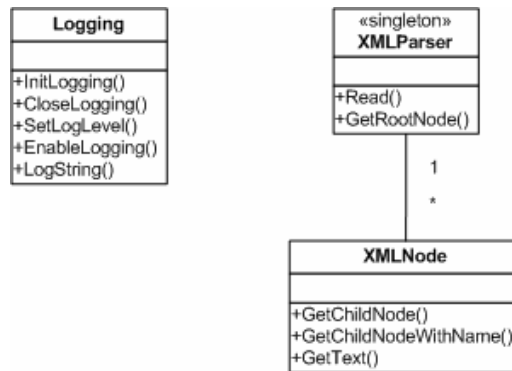 Logging
+InitLogging()
+CloseLogging()
+SetLogLevel()
+EnableLogging()
+LogString()
«singleton»
XMLParser
+Read()
+GetRootNode()
1
*
XMLNode
+GetChildNode()
+GetChildNodeWithName()
+GetText()